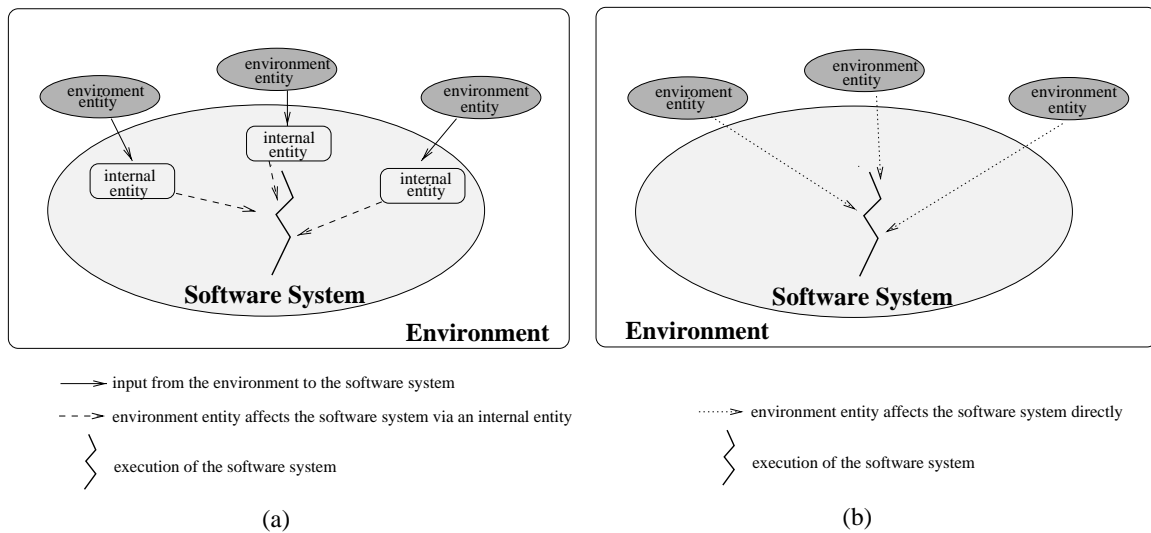 enviroment
entity
environment
entity
environment
entity
internal
entity
internal
entity
internal
entity
Software System
Environment
input from the environment to the software system
environment entity affects the software system via an internal entity
execution of the software system
(a)
enviroment
entity
environment
entity
environment
entity
Software System
Environment
environment entity affects the software system directly
execution of the software system
(b)